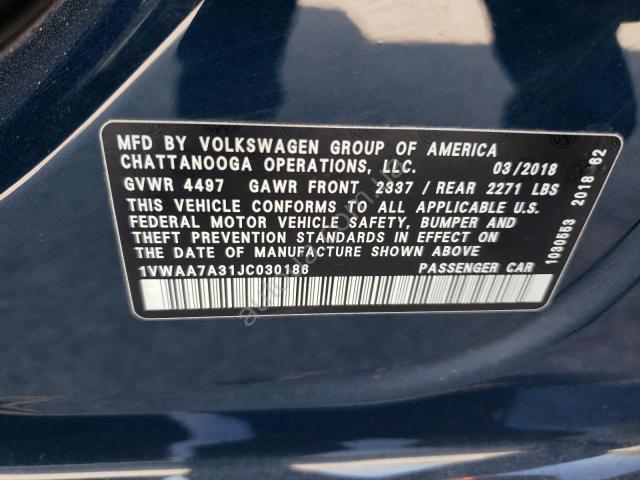 MFD BY VOLKSWAGEN GROUP OF AMERICA
CHATTANOOGA OPERATIONS, LLC. 03/2018
GVWR 4497 GAWR FRONT 2337 / REAR 2271 LBS
THIS VEHICLE CONFORMS TO ALL APPLICABLE U.S.
FEDERAL MOTOR VEHICLE SAFETY, BUMPER AND
THEFT PREVENTION STANDARDS IN EFFECT ON
THE DATE OF MANUFACTURE SHOWN ABOVE
1VWAA7A31JC030186 PASSENGER CAR
1030553 2018 62